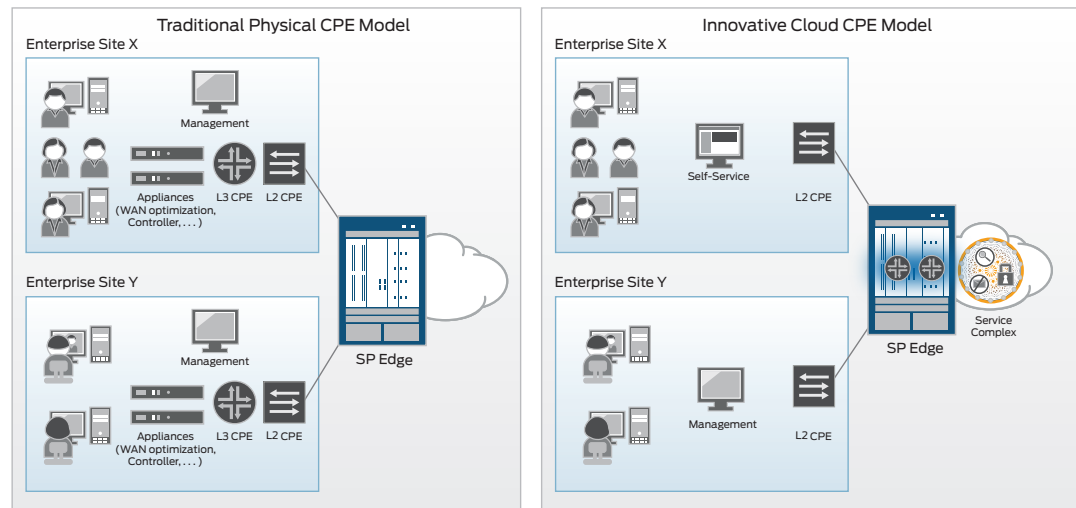 Traditional Physical CPE Model
Enterprise Site X
Management
Appliances
(WAN optimization,
Controller, . . . )
L3 CPE
L2 CPE
Enterprise Site Y
Management
Appliances
(WAN optimization,
Controller, . . . )
L3 CPE
L2 CPE
SP Edge
Innovative Cloud CPE Model
Enterprise Site X
Self-Service
L2 CPE
Enterprise Site Y
Management
L2 CPE
SP Edge
Service
Complex